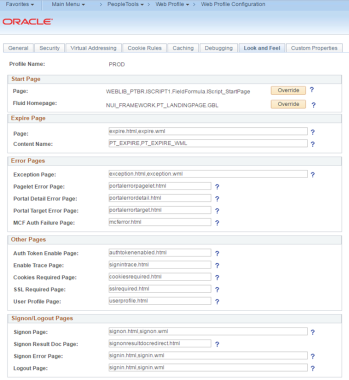 Favorites Main Menu > PeopleTools > Web Profile > Web Profile Configuration
ORACLE
General Security Virtual Addressing Cookie Rules Caching Debugging Look and Feel Custom Properties
Profile Name: PROD
Start Page
Page: WEBLIB_PTBR.ISCRIPT1.FieldFormula.IScript_StartPage Override ?
Fluid Homepage: NUI_FRAMEWORK.PT_LANDINGPAGE.GBL Override ?
Expire Page
Page: expire.html,expire.wml ?
Content Name: PT_EXPIRE,PT_EXPIRE_WML ?
Error Pages
Exception Page: exception.html,exception.wml ?
Pagelet Error Page: portalerrorpagelet.html ?
Portal Detail Error Page: portalerrordetail.html ?
Portal Target Error Page: portalerrortarget.html ?
MCF Auth Failure Page: mcferror.html ?
Other Pages
Auth Token Enable Page: authtokenenabled.html ?
Enable Trace Page: signintrace.html ?
Cookies Required Page: cookiesrequired.html ?
SSL Required Page: sslrequired.html ?
User Profile Page: userprofile.html ?
Signon/Logout Pages
Signon Page: signon.html,signon.wml ?
Signon Result Doc Page: signonresultdocredirect.html ?
Signon Error Page: signin.html,signin.wml ?
Logout Page: signin.html,signin.wml ?